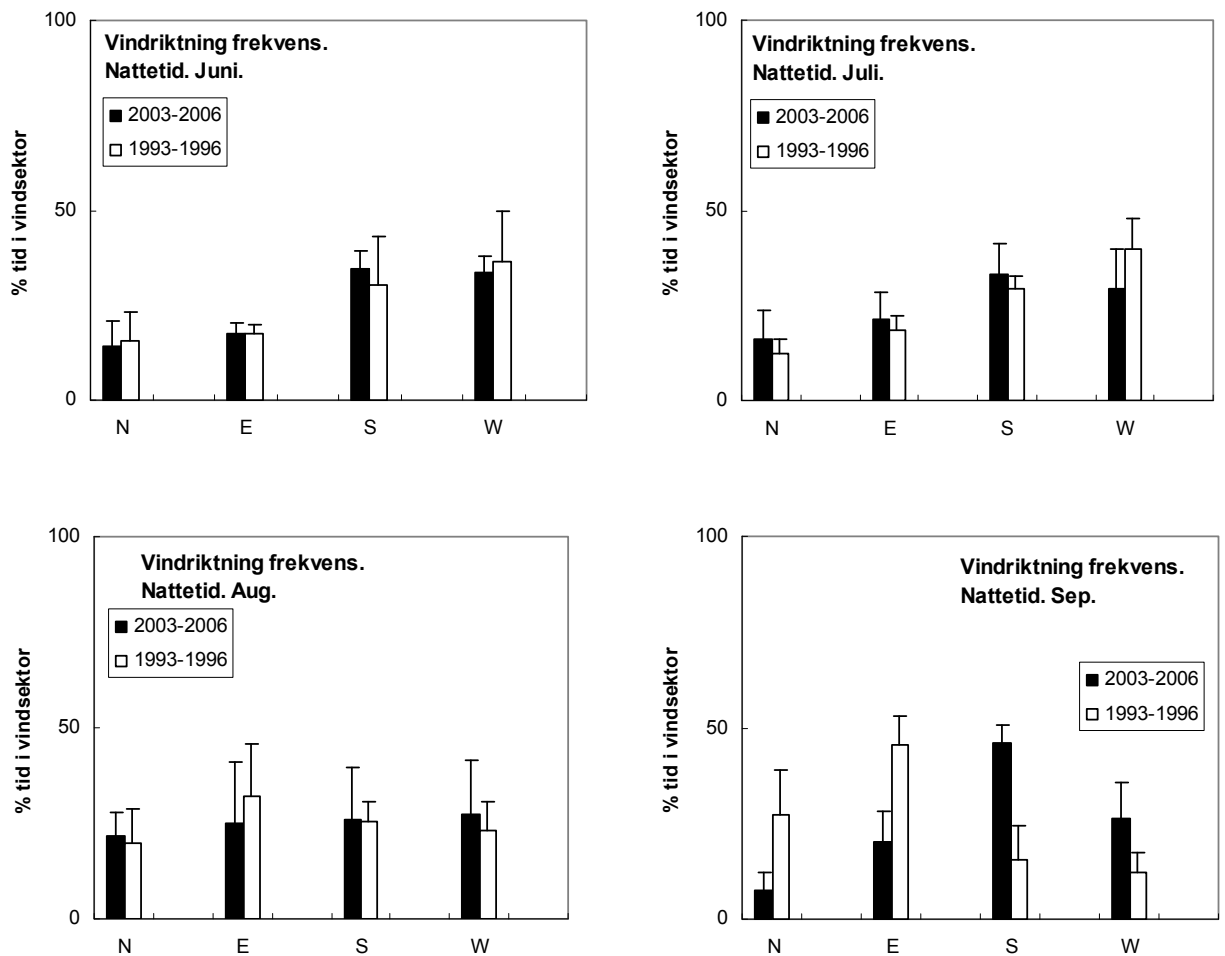 100
50
0
% tid i vindsektor
Vindriktning frekvens.
Nattetid. Juni.
2003-2006
1993-1996
N E S W
100
50
0
% tid i vindsektor
Vindriktning frekvens.
Nattetid. Juli.
2003-2006
1993-1996
N E S W
100
50
0
% tid i vindsektor
Vindriktning frekvens.
Nattetid. Aug.
2003-2006
1993-1996
N E S W
100
50
0
% tid i vindsektor
Vindriktning frekvens.
Nattetid. Sep.
2003-2006
1993-1996
N E S W